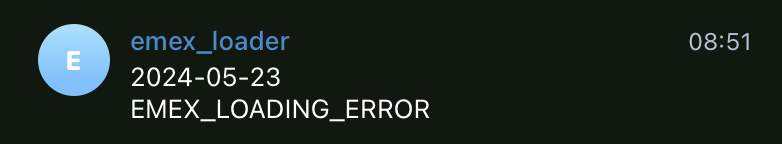 E
emex_loader
08:51
2024-05-23
EMEX_LOADING_ERROR